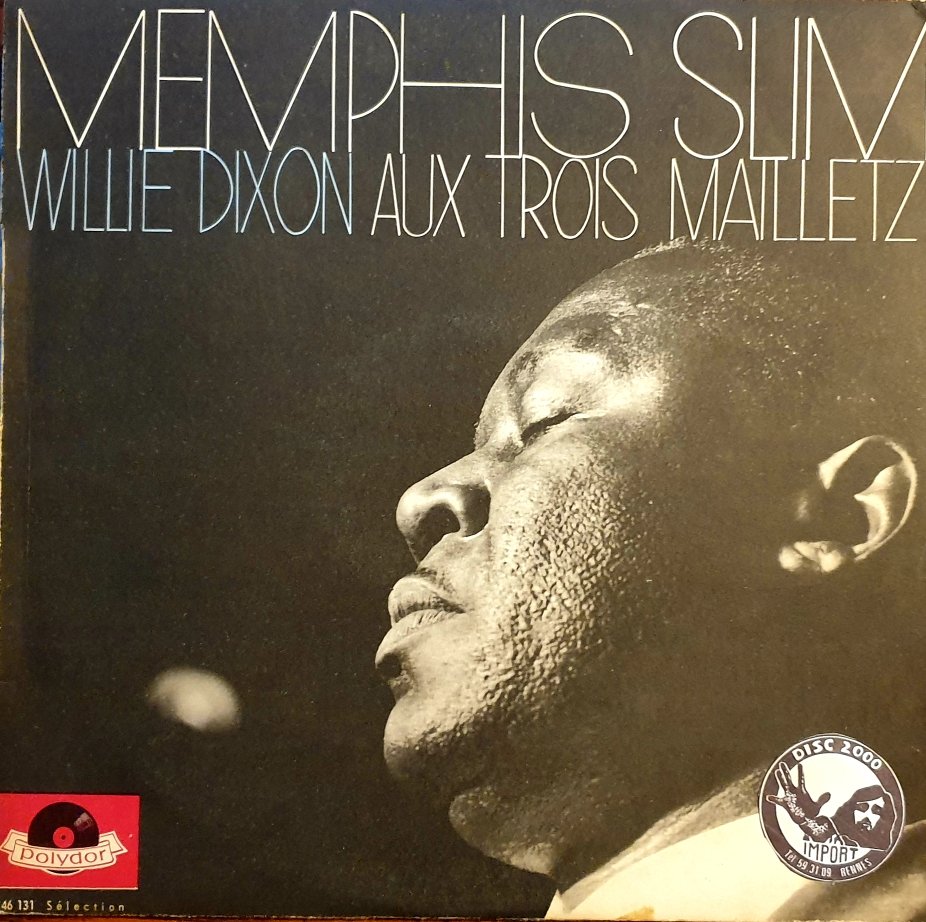 MEMPHIS SLIM
WILLIE DIXON AUX TROIS MAILLETZ
DISC 2000
IMPORT
Tel 59 31 09 RENNES
polydor
46 131 Sélection